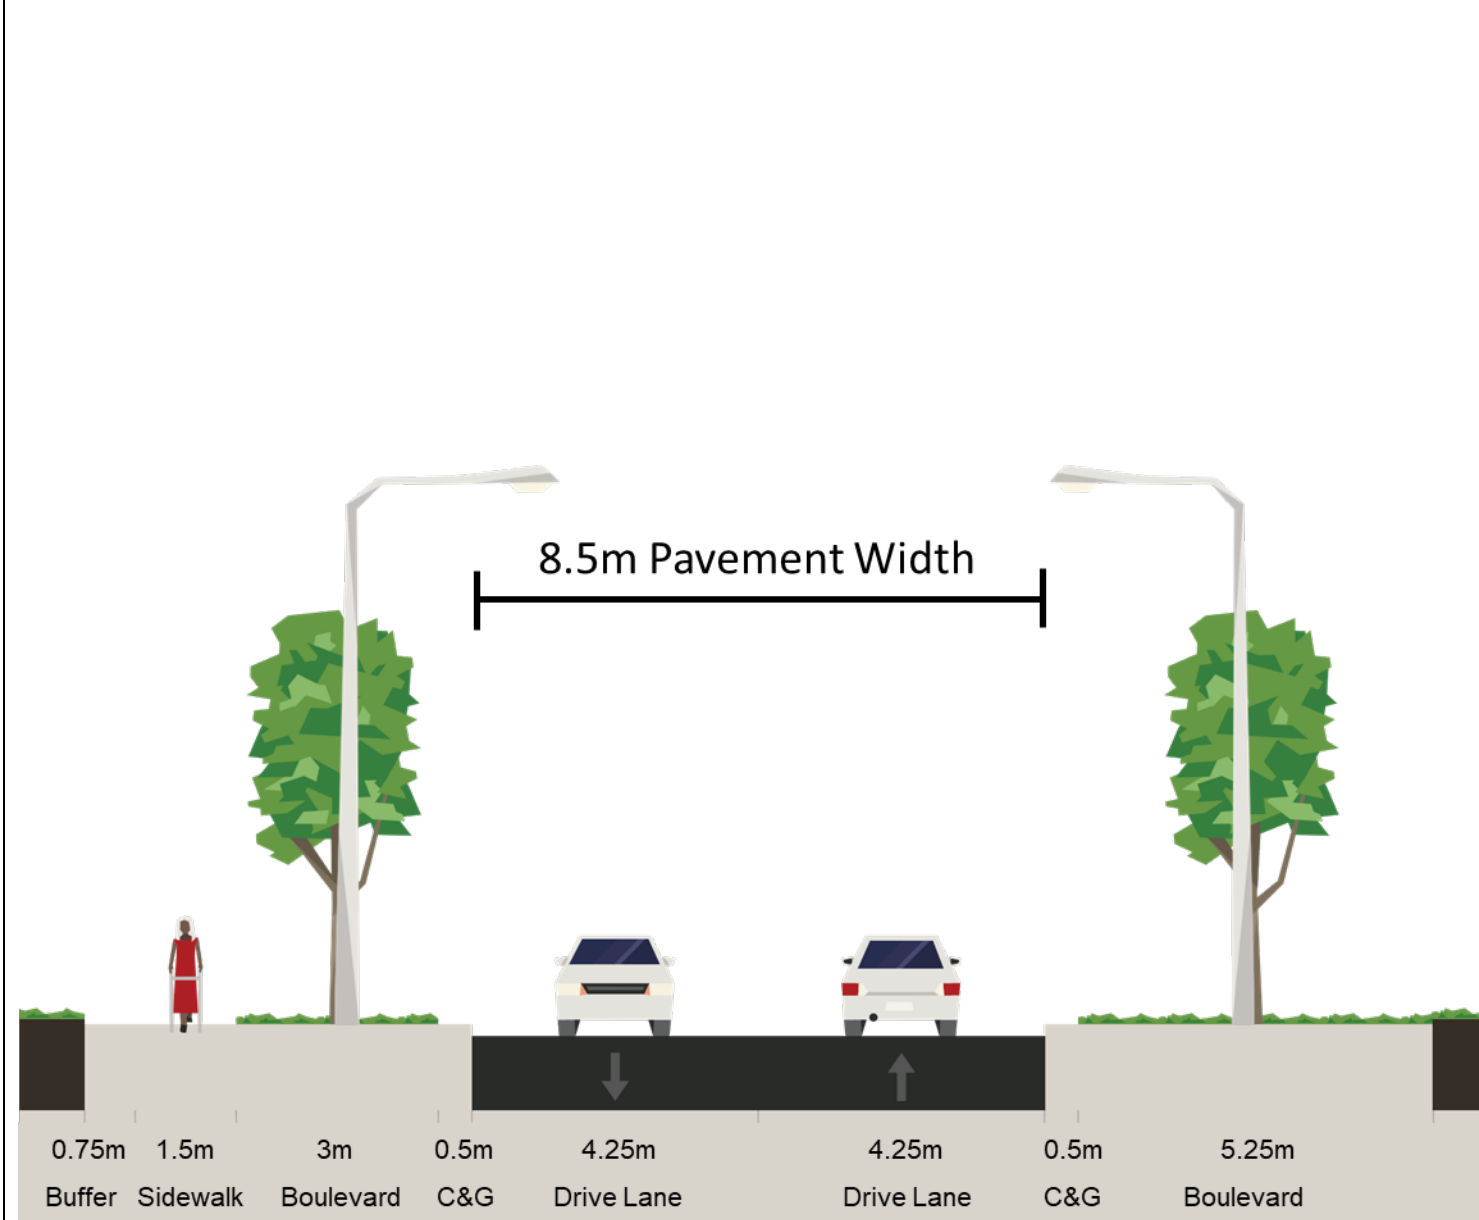 8.5m Pavement Width
0.75m 1.5m 3m 0.5m 4.25m 4.25m 0.5m 5.25m
Buffer Sidewalk Boulevard C&G Drive Lane Drive Lane C&G Boulevard